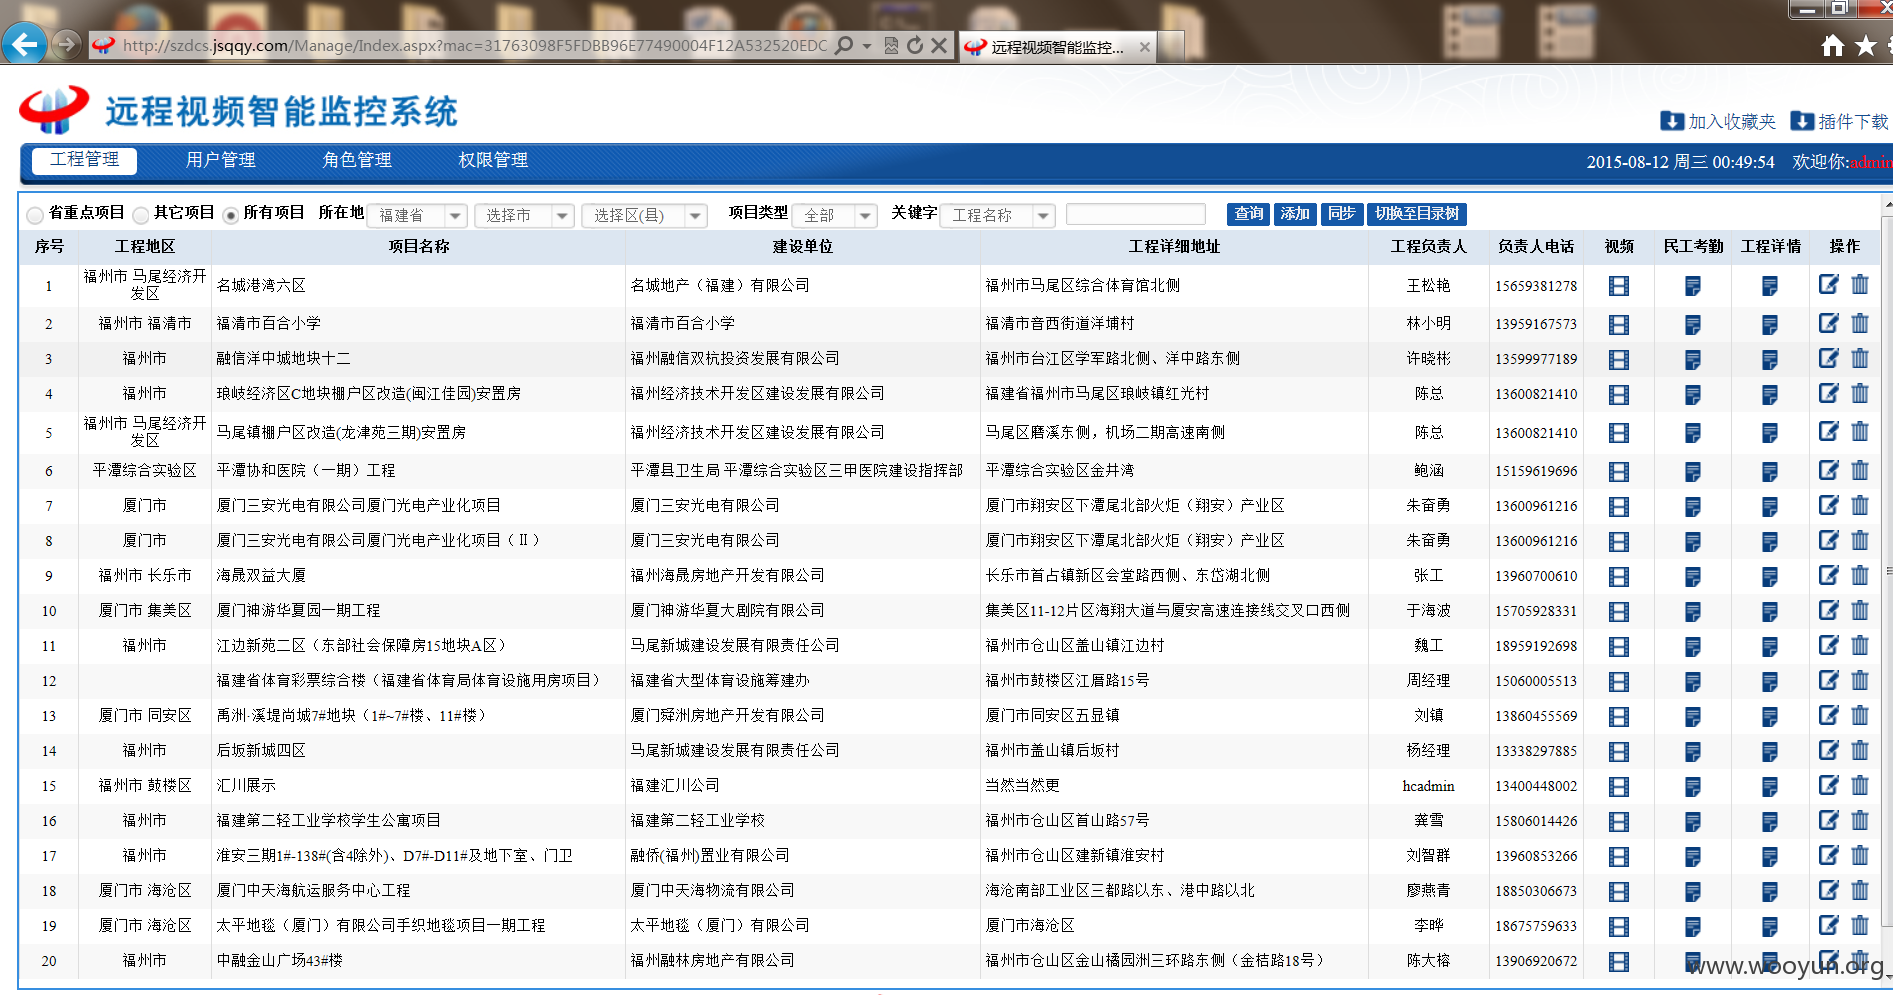 http://szdcs.jsqqy.com/Manage/Index.aspx?mac=31763098F5FDBB96E77490004F12A532520EDC
远程视频智能监控...
远程视频智能监控系统
加入收藏夹 插件下载
工程管理 用户管理 角色管理 权限管理 2015-08-12 周三 00:49:54 欢迎你:admin
省重点项目 其它项目 所有项目 所在地 福建省 选择市 选择区(县) 项目类型 全部 关键字 工程名称 查询 添加 同步 切换至目录树
序号 工程地区 项目名称 建设单位 工程详细地址 工程负责人 负责人电话 视频 民工考勤 工程详情 操作
1 福州市 马尾经济开发区 名城港湾六区 名城地产（福建）有限公司 福州市马尾区综合体育馆北侧 王松艳 15659381278
2 福州市 福清市 福清市百合小学 福清市百合小学 福清市音西街道洋埔村 林小明 13959167573
3 福州市 融信洋中城地块十二 福州融信双杭投资发展有限公司 福州市台江区学军路北侧、洋中路东侧 许晓彬 13599977189
4 福州市 琅岐经济区C地块棚户区改造(闽江佳园)安置房 福州经济技术开发区建设发展有限公司 福建省福州市马尾区琅岐镇红光村 陈总 13600821410
5 福州市 马尾经济开发区 马尾镇棚户区改造(龙津苑三期)安置房 福州经济技术开发区建设发展有限公司 马尾区磨溪东侧，机场二期高速南侧 陈总 13600821410
6 平潭综合实验区 平潭协和医院（一期）工程 平潭县卫生局 平潭综合实验区三甲医院建设指挥部 平潭综合实验区金井湾 鲍涵 15159619696
7 厦门市 厦门三安光电有限公司厦门光电产业化项目 厦门三安光电有限公司 厦门市翔安区下潭尾北部火炬（翔安）产业区 朱奋勇 13600961216
8 厦门市 厦门三安光电有限公司厦门光电产业化项目（Ⅱ） 厦门三安光电有限公司 厦门市翔安区下潭尾北部火炬（翔安）产业区 朱奋勇 13600961216
9 福州市 长乐市 海晟双益大厦 福州海晟房地产开发有限公司 长乐市首占镇新区会堂路西侧、东岱湖北侧 张工 13960700610
10 厦门市 集美区 厦门神游华夏园一期工程 厦门神游华夏大剧院有限公司 集美区11-12片区海翔大道与厦安高速连接线交叉口西侧 于海波 15705928331
11 福州市 江边新苑二区（东部社会保障房15地块A区） 马尾新城建设发展有限责任公司 福州市仓山区盖山镇江边村 魏工 18959192698
12 福建省体育彩票综合楼（福建省体育局体育设施用房项目） 福建省大型体育设施筹建办 福州市鼓楼区江厝路15号 周经理 15060005513
13 厦门市 同安区 禹洲·溪堤尚城7#地块（1#~7#楼、11#楼） 厦门舜洲房地产开发有限公司 厦门市同安区五显镇 刘镇 13860455569
14 福州市 后坂新城四区 马尾新城建设发展有限责任公司 福州市盖山镇后坂村 杨经理 13338297885
15 福州市 鼓楼区 汇川展示 福建汇川公司 当然当然更 hcadmin 13400448002
16 福州市 福建第二轻工业学校学生公寓项目 福建第二轻工业学校 福州市仓山区首山路57号 龚雪 15806014426
17 福州市 淮安三期1#-138#(含4除外)、D7#-D11#及地下室、门卫 融侨(福州)置业有限公司 福州市仓山区建新镇淮安村 刘智群 13960853266
18 厦门市 海沧区 厦门中天海航运服务中心工程 厦门中天海物流有限公司 海沧南部工业区三都路以东、港中路以北 廖燕青 18850306673
19 厦门市 海沧区 太平地毯（厦门）有限公司手织地毯项目一期工程 太平地毯（厦门）有限公司 厦门市海沧区 李晔 18675759633
20 福州市 中融金山广场43#楼 福州融林房地产有限公司 福州市仓山区金山橘园洲三环路东侧（金桔路18号） 陈大榕 13906920672
www.wooyun.org